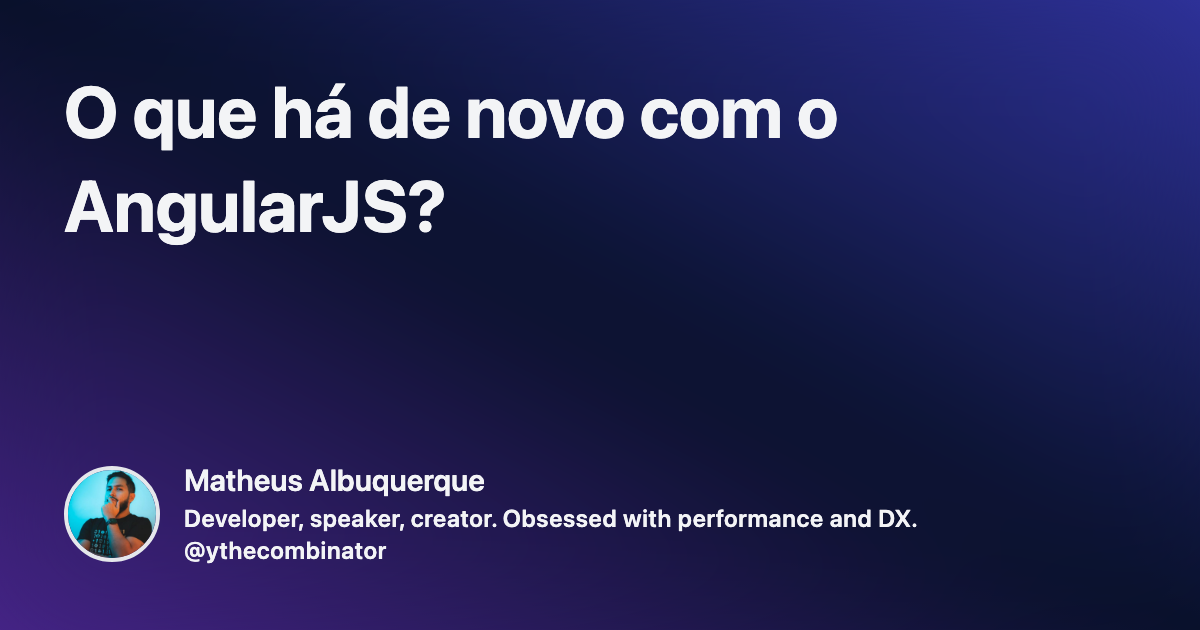 O que há de novo com o
AngularJS?
Matheus Albuquerque
Developer, speaker, creator. Obsessed with performance and DX.
@ythecombinator